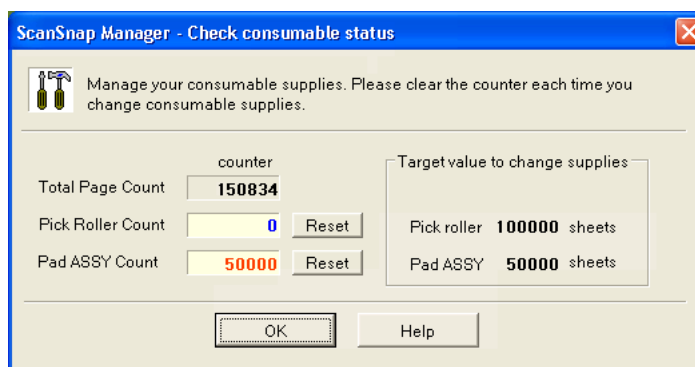 ScanSnap Manager - Check consumable status
Manage your consumable supplies. Please clear the counter each time you
change consumable supplies.
counter
Total Page Count 150834
Pick Roller Count 0 Reset
Pad ASSY Count 50000 Reset
Target value to change supplies
Pick roller 100000 sheets
Pad ASSY 50000 sheets
OK Help